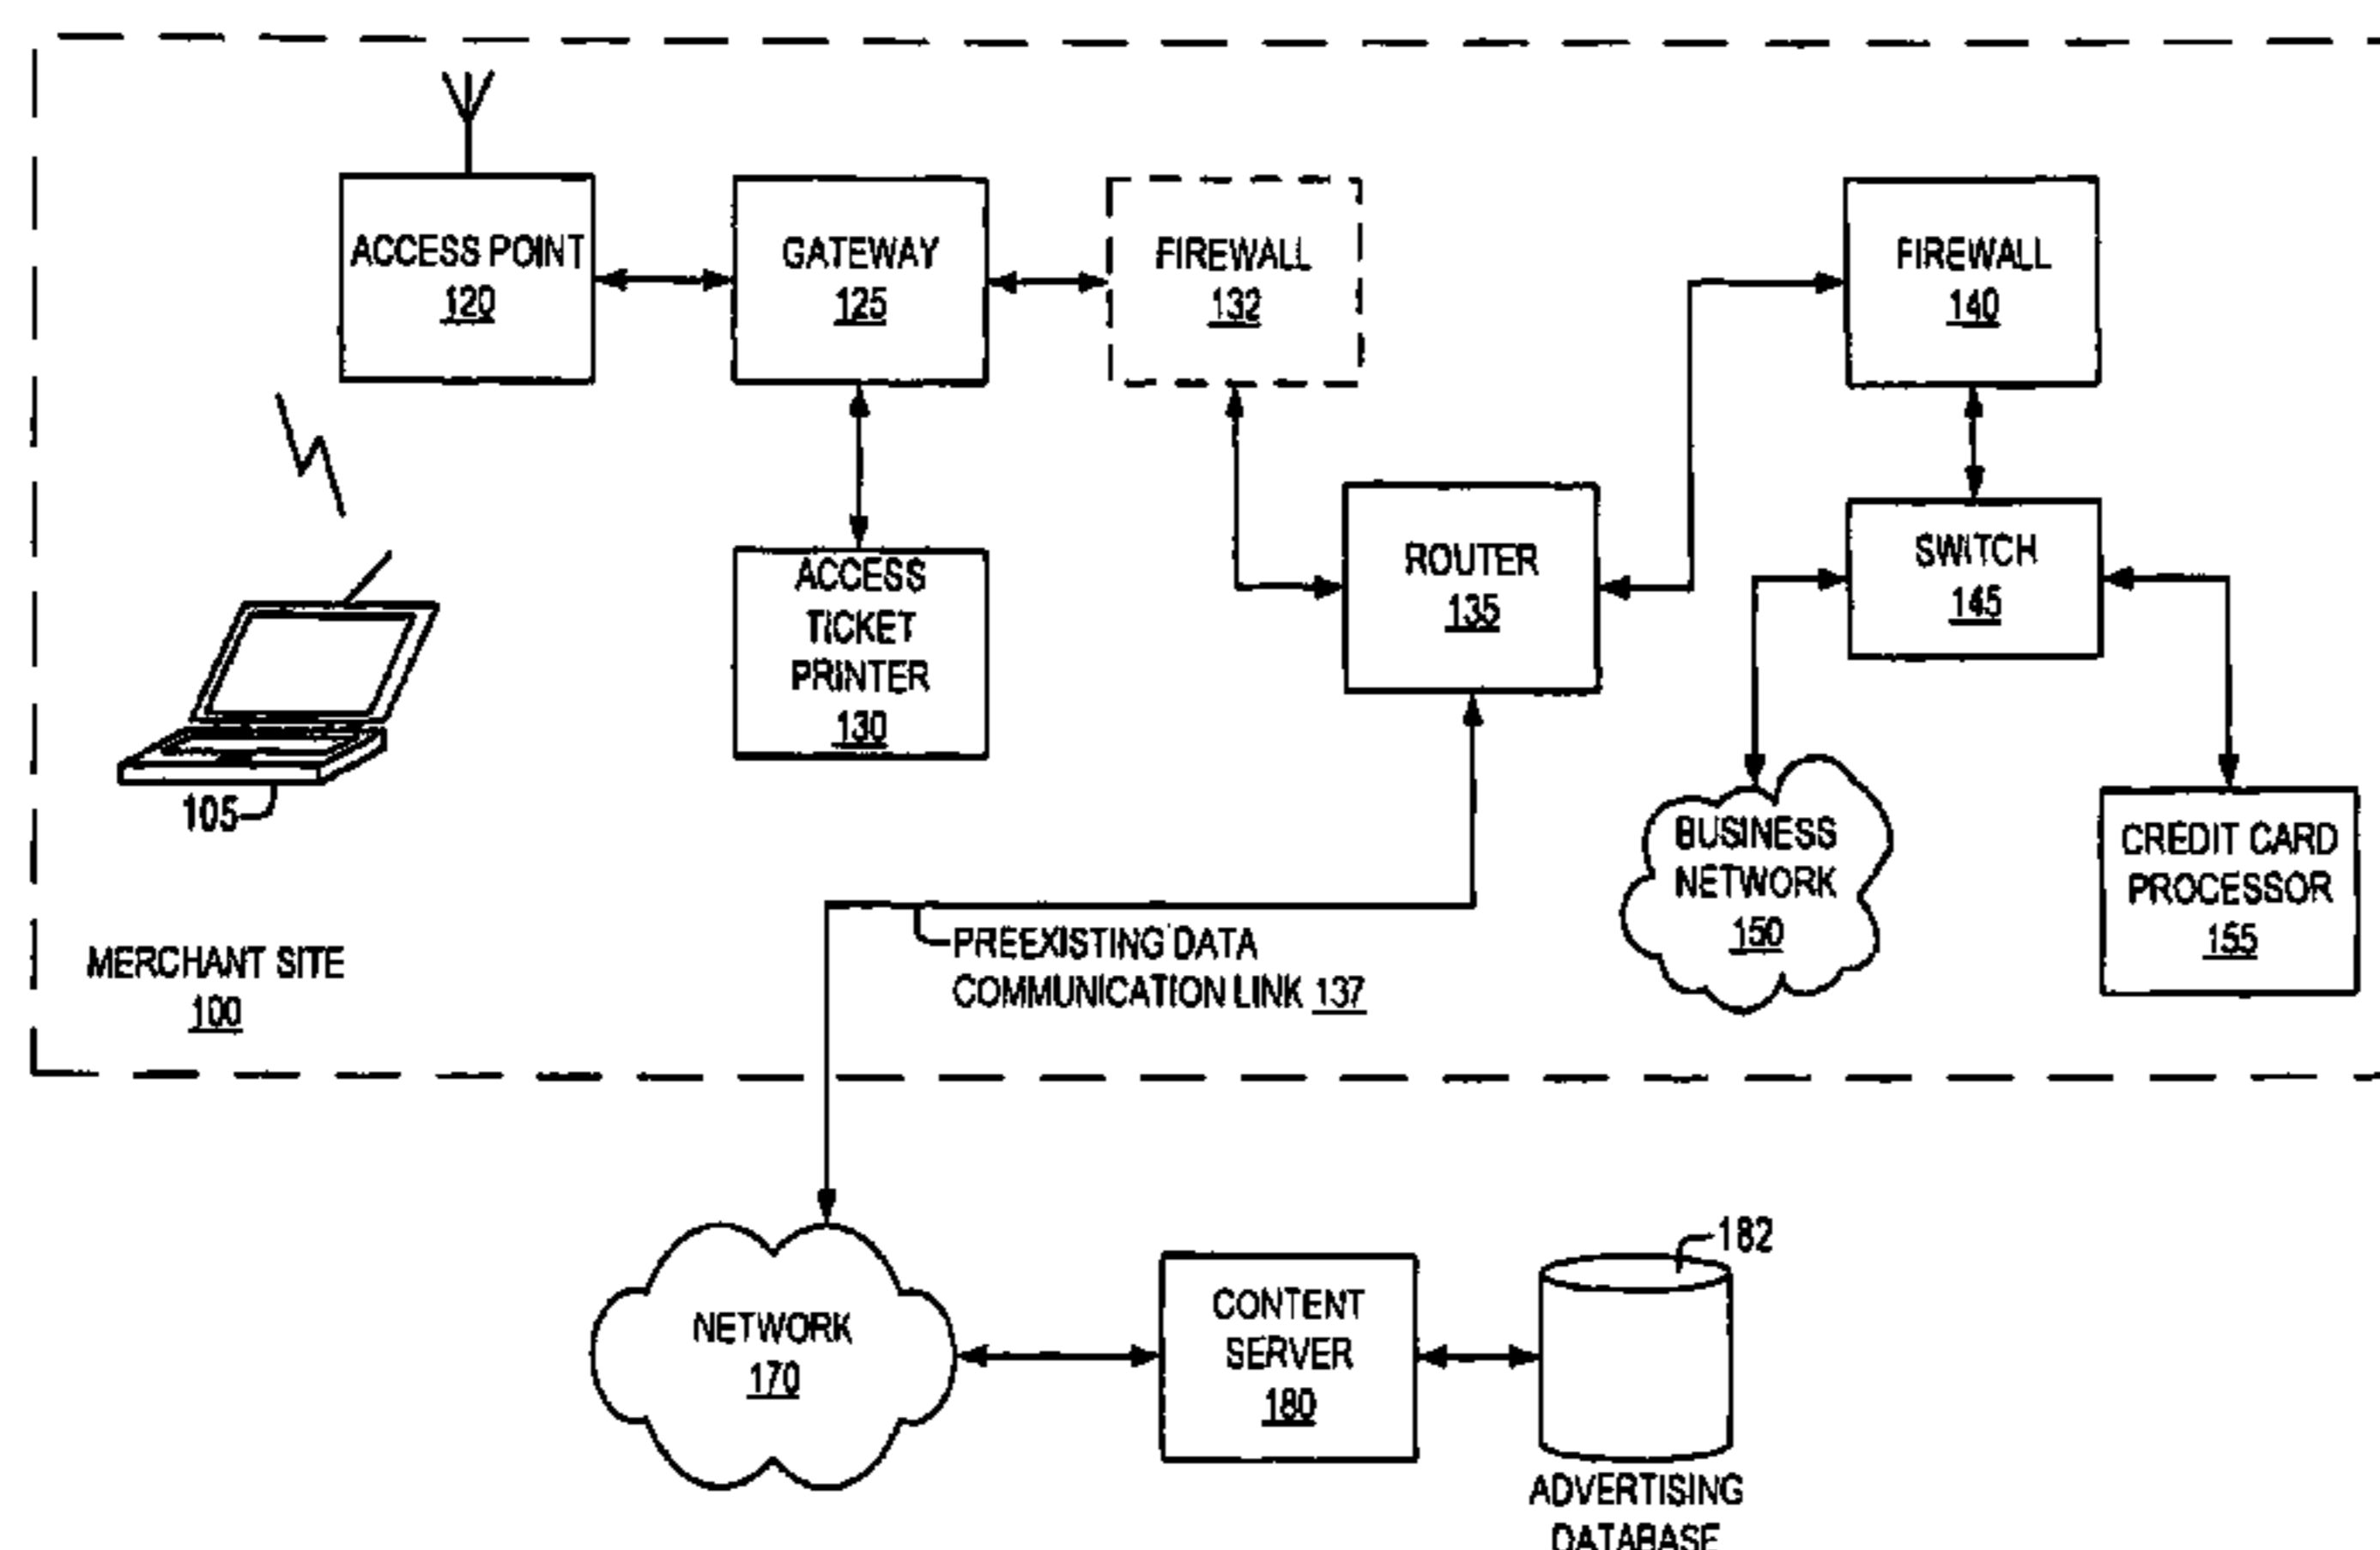 ACCESS POINT
120
GATEWAY
125
FIREWALL
132
FIREWALL
140
ACCESS
TICKET
PRINTER
130
ROUTER
135
SWITCH
145
105
BUSINESS
NETWORK
150
CREDIT CARD
PROCESSOR
155
PREEXISTING DATA
COMMUNICATION LINK 137
MERCHANT SITE
100
NETWORK
170
CONTENT
SERVER
180
182
ADVERTISING
DATABASE